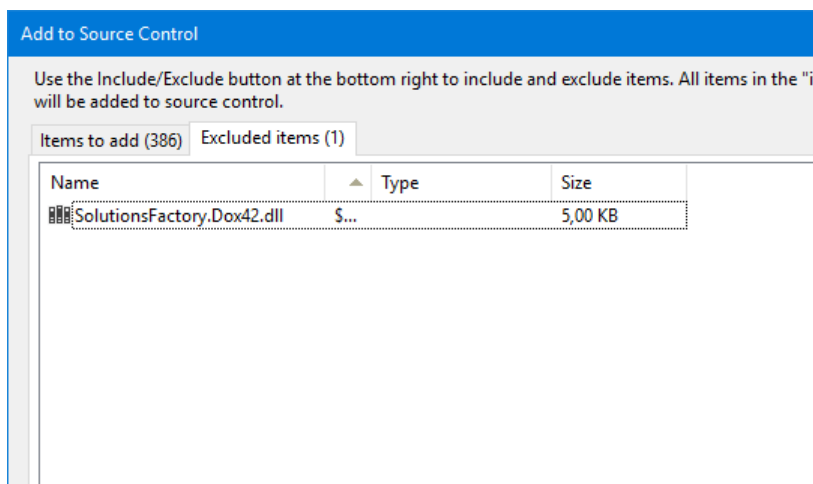 Add to Source Control
Use the Include/Exclude button at the bottom right to include and exclude items. All items in the "i
will be added to source control.
Items to add (386) Excluded items (1)
Name Type Size
SolutionsFactory.Dox42.dll $... 5,00 KB